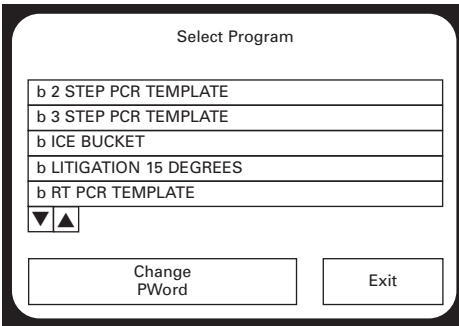 Select Program
b 2 STEP PCR TEMPLATE
b 3 STEP PCR TEMPLATE
b ICE BUCKET
b LITIGATION 15 DEGREES
b RT PCR TEMPLATE
Change
PWord
Exit